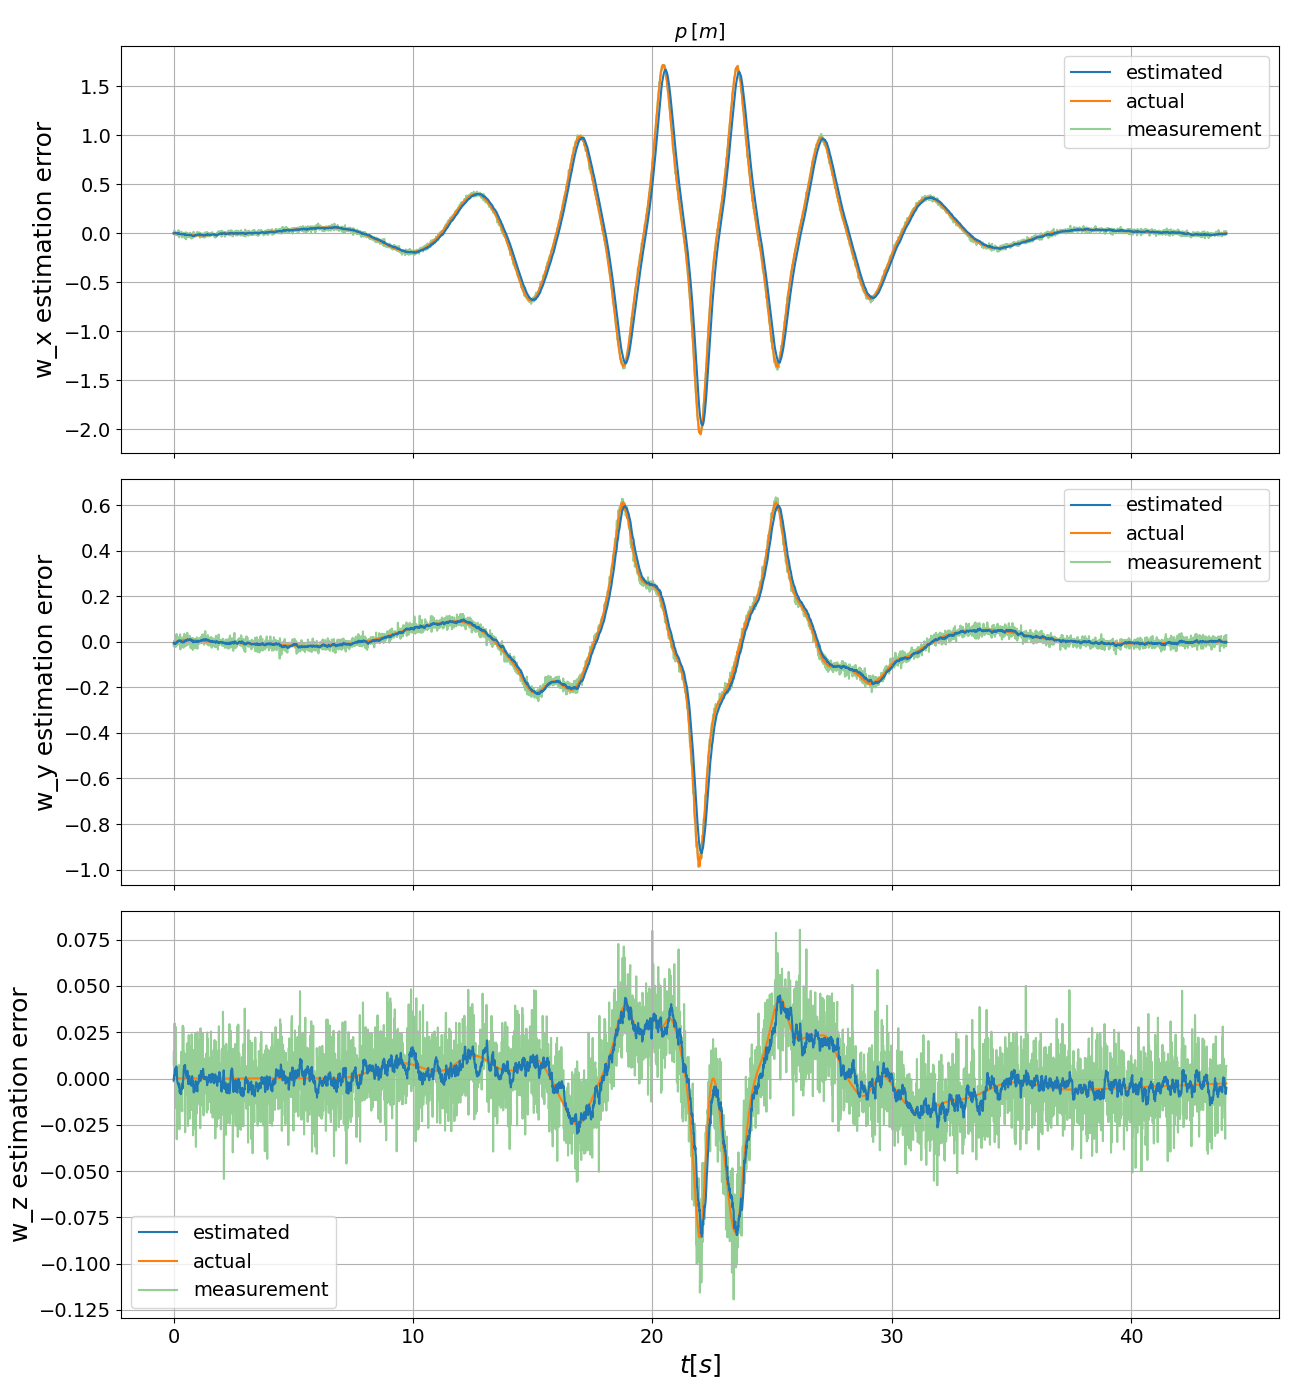 p [m]
w_x estimation error
1.5
1.0
0.5
0.0
−0.5
−1.0
−1.5
−2.0
estimated
actual
measurement
w_y estimation error
0.6
0.4
0.2
0.0
−0.2
−0.4
−0.6
−0.8
−1.0
estimated
actual
measurement
w_z estimation error
0.075
0.050
0.025
0.000
−0.025
−0.050
−0.075
−0.100
−0.125
estimated
actual
measurement
0 10 20 30 40
t[s]